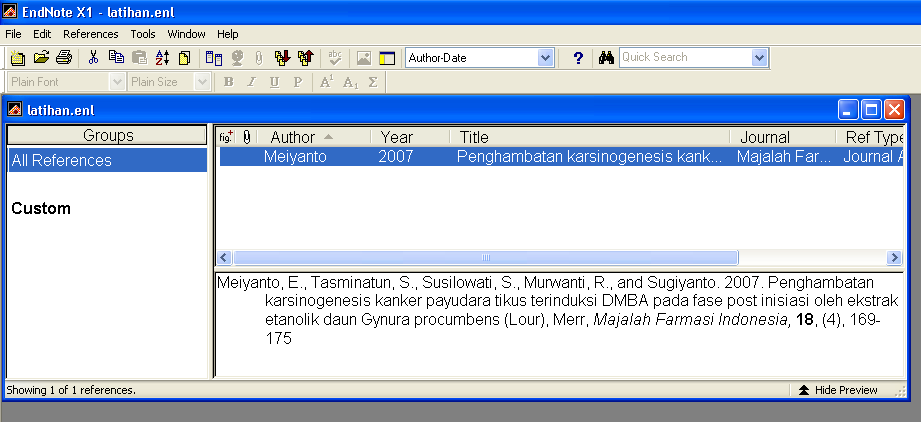 EndNote X1 - latihan.enl
File Edit References Tools Window Help
Author-Date Quick Search
Plain Font Plain Size B I U P A¹ A₁ Σ
latihan.enl
Groups
All References
Custom
fig. Author Year Title Journal Ref Type
Meiyanto 2007 Penghambatan karsinogenesis kank... Majalah Far... Journal A
Meiyanto, E., Tasminatun, S., Susilowati, S., Murwanti, R., and Sugiyanto. 2007. Penghambatan
karsinogenesis kanker payudara tikus terinduksi DMBA pada fase post inisiasi oleh ekstrak
etanolik daun Gynura procumbens (Lour), Merr, Majalah Farmasi Indonesia, 18, (4), 169-
175
Showing 1 of 1 references. Hide Preview